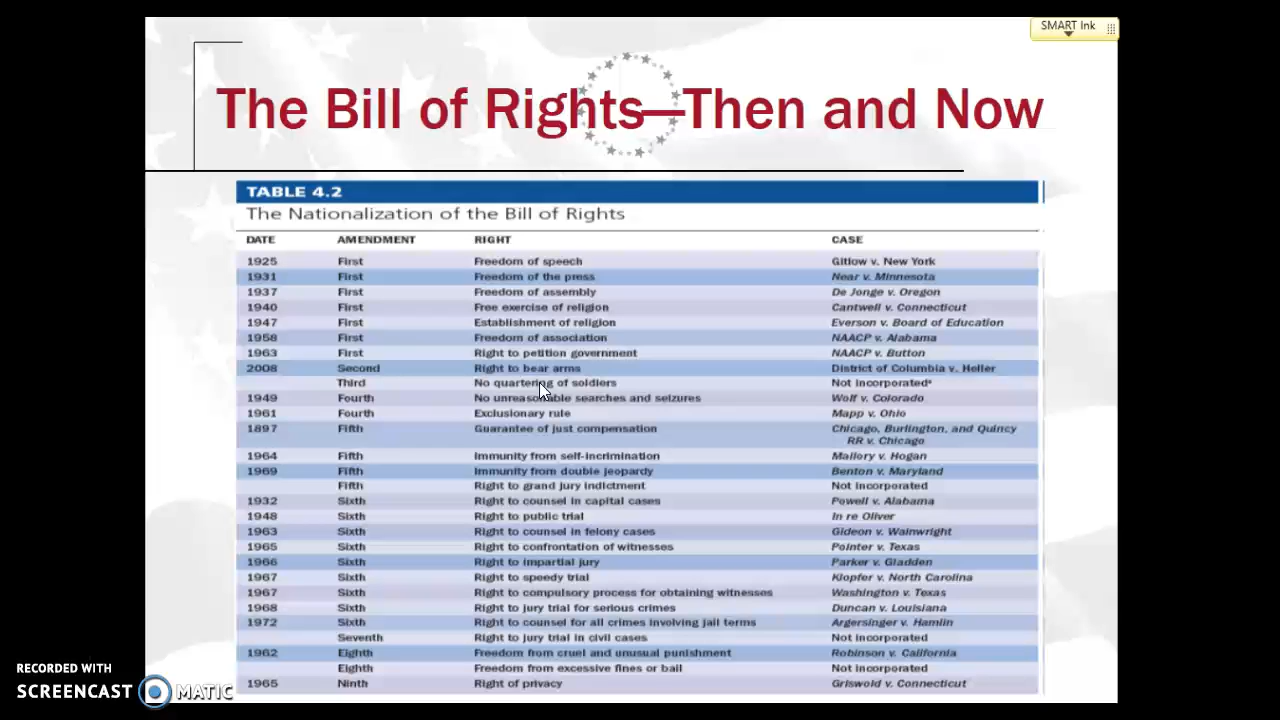 SMART Ink
The Bill of Rights—Then and Now
TABLE 4.2
The Nationalization of the Bill of Rights
DATE AMENDMENT RIGHT CASE
1925 First Freedom of speech Gitlow v. New York
1931 First Freedom of the press Near v. Minnesota
1937 First Freedom of assembly De Jonge v. Oregon
1940 First Free exercise of religion Cantwell v. Connecticut
1947 First Establishment of religion Everson v. Board of Education
1958 First Freedom of association NAACP v. Alabama
1963 First Right to petition government NAACP v. Button
2008 Second Right to bear arms District of Columbia v. Heller
Third No quartering of soldiers Not incorporatedᵃ
1949 Fourth No unreasonable searches and seizures Wolf v. Colorado
1961 Fourth Exclusionary rule Mapp v. Ohio
1897 Fifth Guarantee of just compensation Chicago, Burlington, and Quincy
RR v. Chicago
1964 Fifth Immunity from self-incrimination Mallory v. Hogan
1969 Fifth Immunity from double jeopardy Benton v. Maryland
Fifth Right to grand jury indictment Not incorporated
1932 Sixth Right to counsel in capital cases Powell v. Alabama
1948 Sixth Right to public trial In re Oliver
1963 Sixth Right to counsel in felony cases Gideon v. Wainwright
1965 Sixth Right to confrontation of witnesses Pointer v. Texas
1966 Sixth Right to impartial jury Parker v. Gladden
1967 Sixth Right to speedy trial Klopfer v. North Carolina
1967 Sixth Right to compulsory process for obtaining witnesses Washington v. Texas
1968 Sixth Right to jury trial for serious crimes Duncan v. Louisiana
1972 Sixth Right to counsel for all crimes involving jail terms Argersinger v. Hamlin
Seventh Right to jury trial in civil cases Not incorporated
1962 Eighth Freedom from cruel and unusual punishment Robinson v. California
Eighth Freedom from excessive fines or bail Not incorporated
1965 Ninth Right of privacy Griswold v. Connecticut
RECORDED WITH
SCREENCAST MATIC